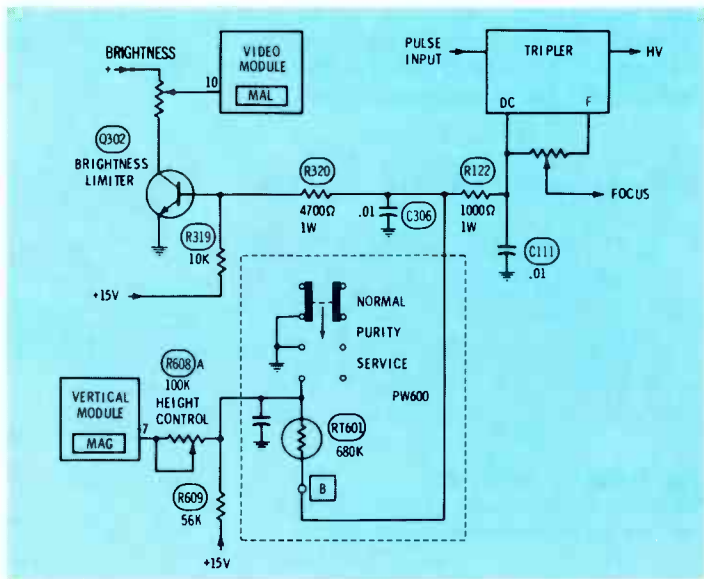 BRIGHTNESS
+
VIDEO
MODULE
MAL
10
PULSE
INPUT
TRIPLER
HV
DC
F
Q302
BRIGHTNESS
LIMITER
R320
4700Ω
1W
.01
C306
R122
1000Ω
1W
FOCUS
C111
.01
R319
10K
+15V
NORMAL
PURITY
SERVICE
PW600
R608 A
100K
HEIGHT
CONTROL
VERTICAL
MODULE
MAG
7
RT601
680K
B
R609
56K
+15V